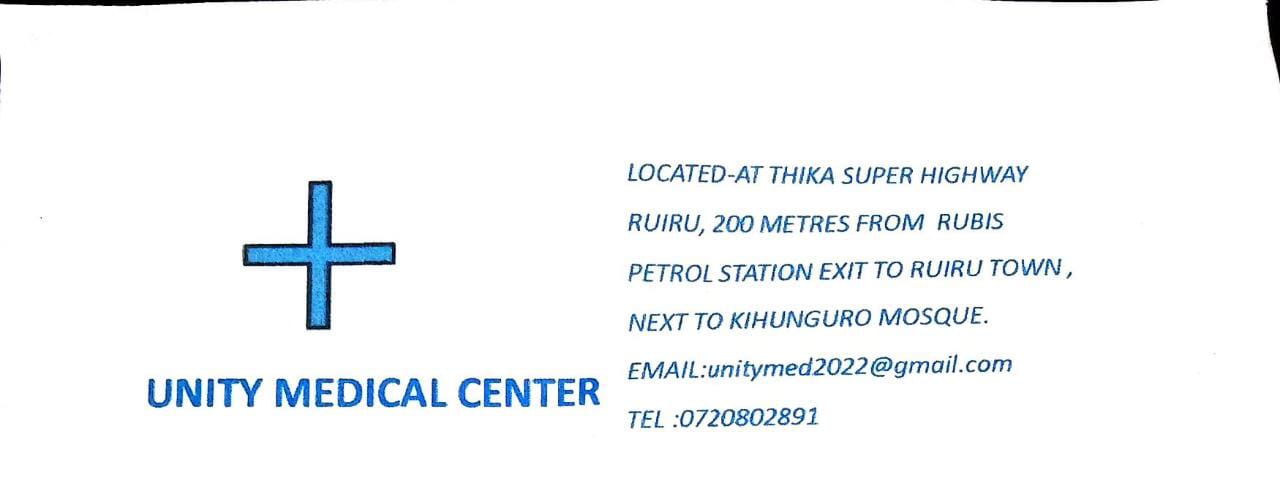 UNITY MEDICAL CENTER
LOCATED-AT THIKA SUPER HIGHWAY
RUIRU, 200 METRES FROM RUBIS
PETROL STATION EXIT TO RUIRU TOWN ,
NEXT TO KIHUNGURO MOSQUE.
EMAIL:unitymed2022@gmail.com
TEL :0720802891